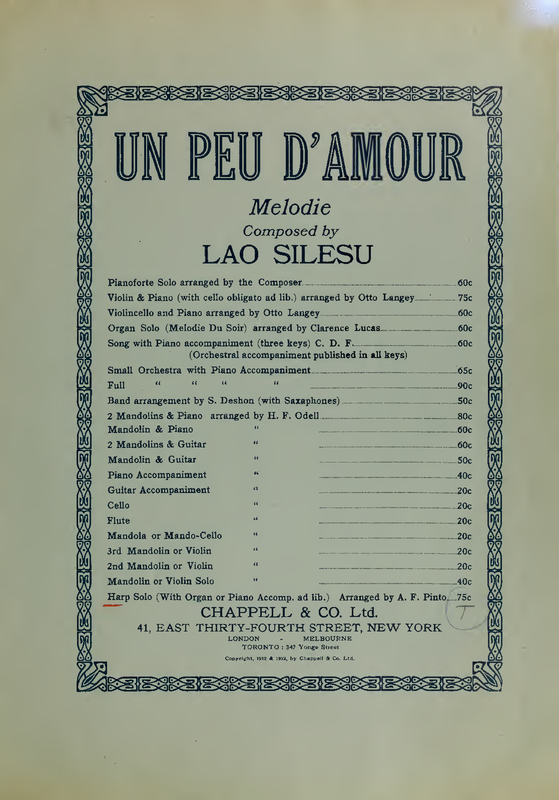 UN PEU D'AMOUR
Melodie
Composed by
LAO SILESU
Pianoforte Solo arranged by the Composer 60c
Violin & Piano (with cello obligato ad lib.) arranged by Otto Langey 75c
Violincello and Piano arranged by Otto Langey 60c
Organ Solo (Melodie Du Soir) arranged by Clarence Lucas 60c
Song with Piano accompaniment (three keys) C. D. F. 60c
(Orchestral accompaniment published in all keys)
Small Orchestra with Piano Accompaniment 65c
Full " " " " 90c
Band arrangement by S. Deshon (with Saxaphones) 50c
2 Mandolins & Piano arranged by H. F. Odell 80c
Mandolin & Piano " 60c
2 Mandolins & Guitar " 60c
Mandolin & Guitar " 50c
Piano Accompaniment " 40c
Guitar Accompaniment " 20c
Cello " 20c
Flute " 20c
Mandola or Mando-Cello " 20c
3rd Mandolin or Violin " 20c
2nd Mandolin or Violin " 20c
Mandolin or Violin Solo " 40c
Harp Solo (With Organ or Piano Accomp. ad lib.) Arranged by A. F. Pinto 75c
T
CHAPPELL & CO. Ltd.
41, EAST THIRTY-FOURTH STREET, NEW YORK
LONDON - MELBOURNE
TORONTO : 347 Yonge Street
Copyright, 1912 & 1913, by Chappell & Co. Ltd.